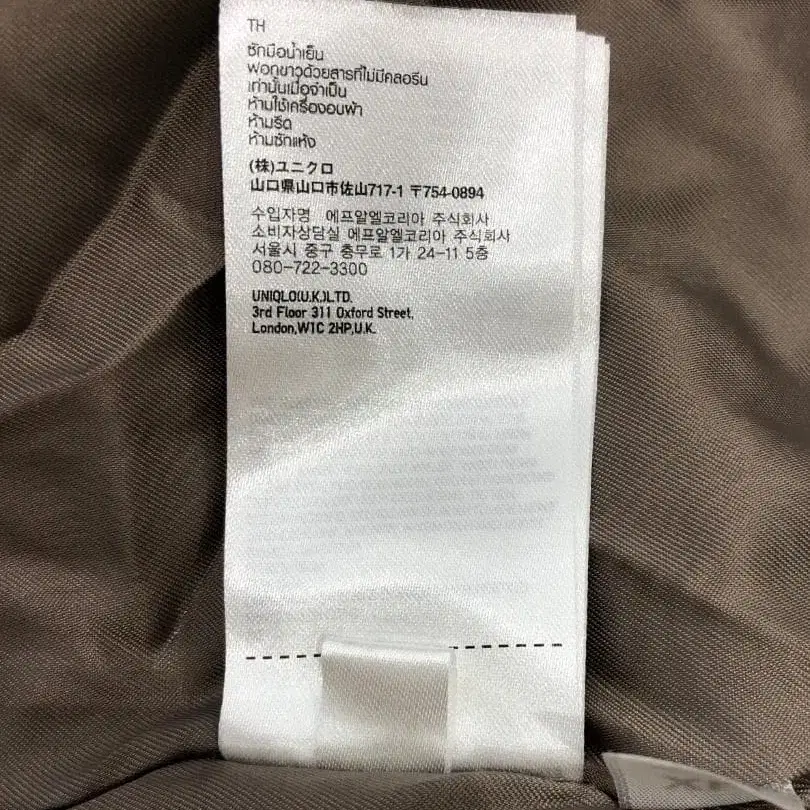 TH
ซักมือน้ำเย็น
ฟอกขาวด้วยสารที่ไม่มีคลอรีน
เท่านั้นเมื่อจำเป็น
ห้ามใช้เครื่องอบผ้า
ห้ามรีด
ห้ามซักแห้ง
(株)ユニクロ
山口県山口市佐山717-1 〒754-0894
수입자명 에프알엘코리아 주식회사
소비자상담실 에프알엘코리아 주식회사
서울시 중구 충무로 1가 24-11 5층
080-722-3300
UNIQLO(U.K.)LTD.
3rd Floor 311 Oxford Street,
London,W1C 2HP,U.K.